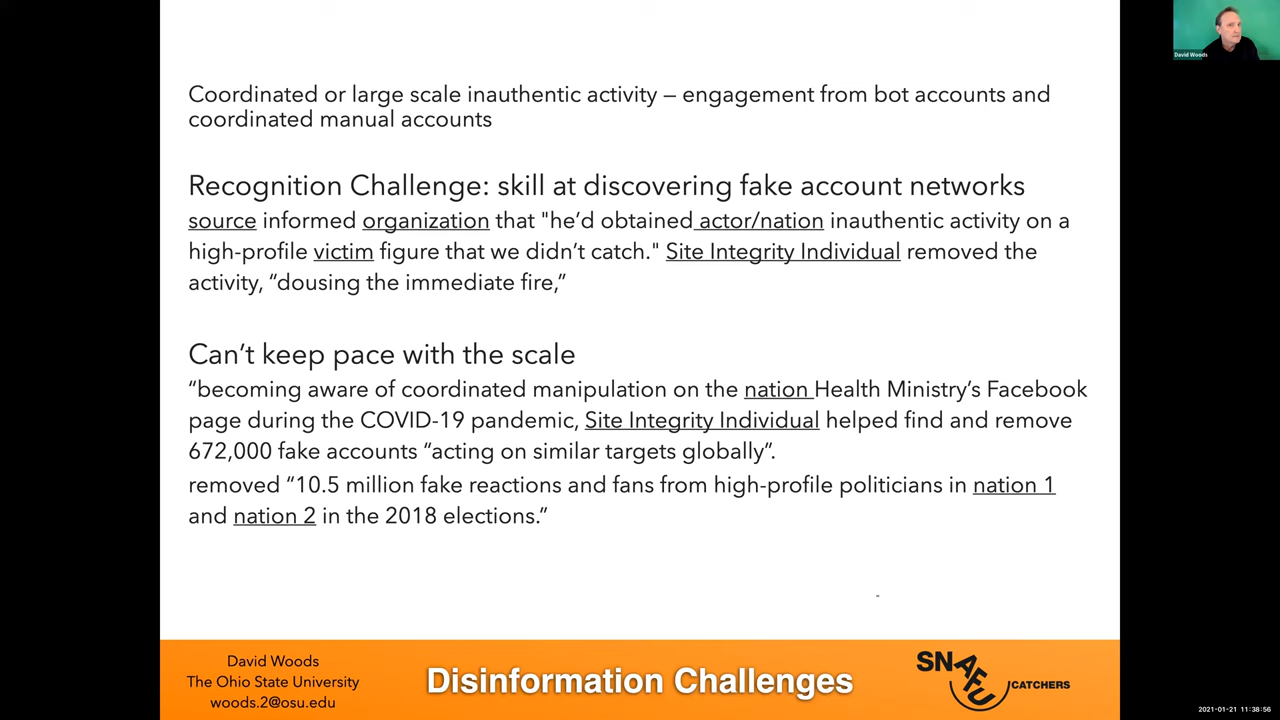 David Woods
Coordinated or large scale inauthentic activity – engagement from bot accounts and
coordinated manual accounts
Recognition Challenge: skill at discovering fake account networks
source informed organization that "he’d obtained actor/nation inauthentic activity on a
high-profile victim figure that we didn’t catch." Site Integrity Individual removed the
activity, “dousing the immediate fire,”
Can’t keep pace with the scale
“becoming aware of coordinated manipulation on the nation Health Ministry’s Facebook
page during the COVID-19 pandemic, Site Integrity Individual helped find and remove
672,000 fake accounts “acting on similar targets globally”.
removed “10.5 million fake reactions and fans from high-profile politicians in nation 1
and nation 2 in the 2018 elections.”
David Woods
The Ohio State University
woods.2@osu.edu
Disinformation Challenges
SNAFU
CATCHERS
2021-01-21 11:38:56